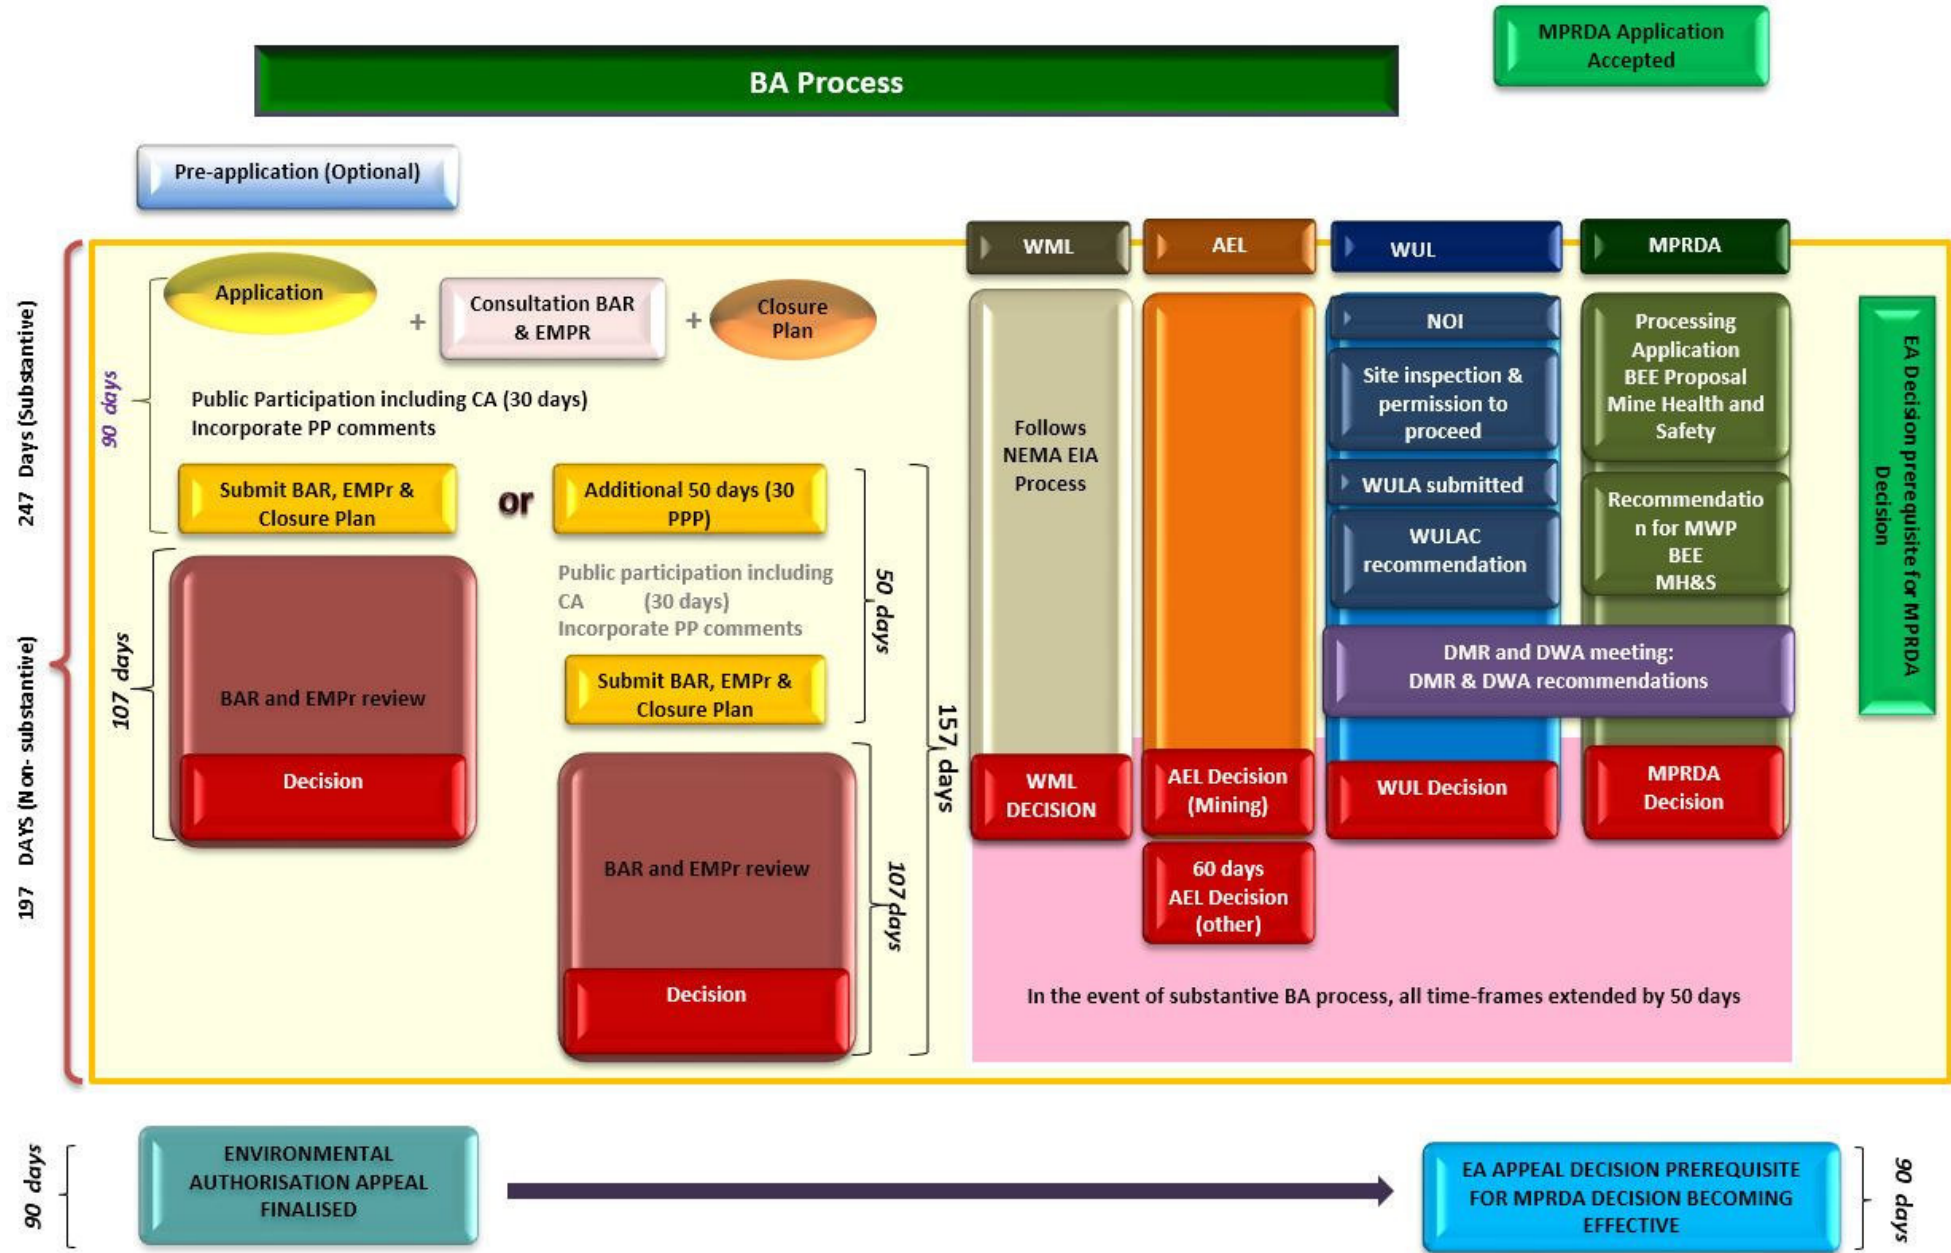 MPRDA Application
Accepted
BA Process
Pre-application (Optional)
247 Days (Substantive)
197 DAYS (Non- substantive)
90 days
Application
+
Consultation BAR
& EMPR
+
Closure
Plan
Public Participation including CA (30 days)
Incorporate PP comments
Submit BAR, EMPr &
Closure Plan
or
Additional 50 days (30
PPP)
Public participation including
CA (30 days)
Incorporate PP comments
Submit BAR, EMPr &
Closure Plan
50 days
107 days
BAR and EMPr review
Decision
BAR and EMPr review
Decision
107 days
157 days
WML
Follows
NEMA EIA
Process
WML
DECISION
AEL
AEL Decision
(Mining)
60 days
AEL Decision
(other)
WUL
NOI
Site inspection &
permission to
proceed
WULA submitted
WULAC
recommendation
WUL Decision
MPRDA
Processing
Application
BEE Proposal
Mine Health and
Safety
Recommendatio
n for MWP
BEE
MH&S
DMR and DWA meeting:
DMR & DWA recommendations
MPRDA
Decision
EA Decision prerequisite for MPRDA
Decision
In the event of substantive BA process, all time-frames extended by 50 days
90 days
ENVIRONMENTAL
AUTHORISATION APPEAL
FINALISED
EA APPEAL DECISION PREREQUISITE
FOR MPRDA DECISION BECOMING
EFFECTIVE
90 days